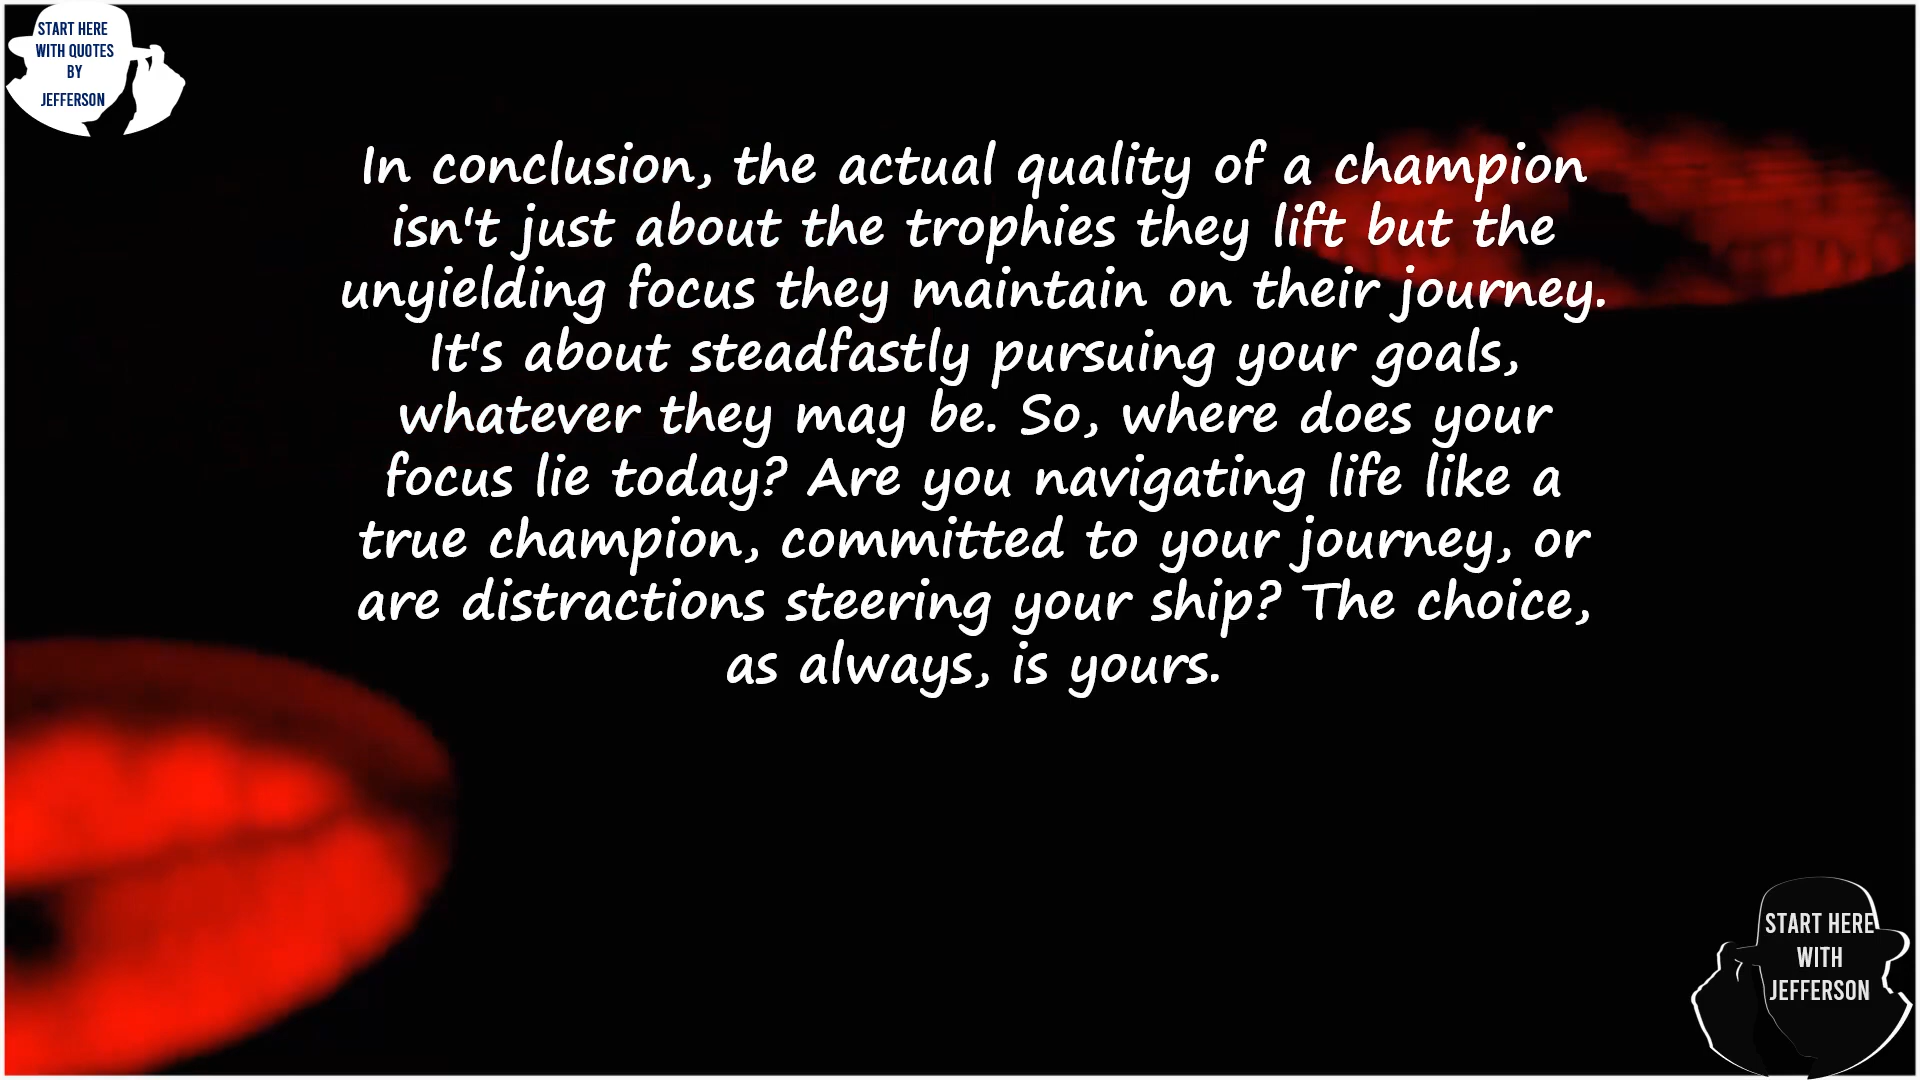 START HERE
WITH QUOTES
BY
JEFFERSON
In conclusion, the actual quality of a champion
isn't just about the trophies they lift but the
unyielding focus they maintain on their journey.
It's about steadfastly pursuing your goals,
whatever they may be. So, where does your
focus lie today? Are you navigating life like a
true champion, committed to your journey, or
are distractions steering your ship? The choice,
as always, is yours.
START HERE
WITH
JEFFERSON